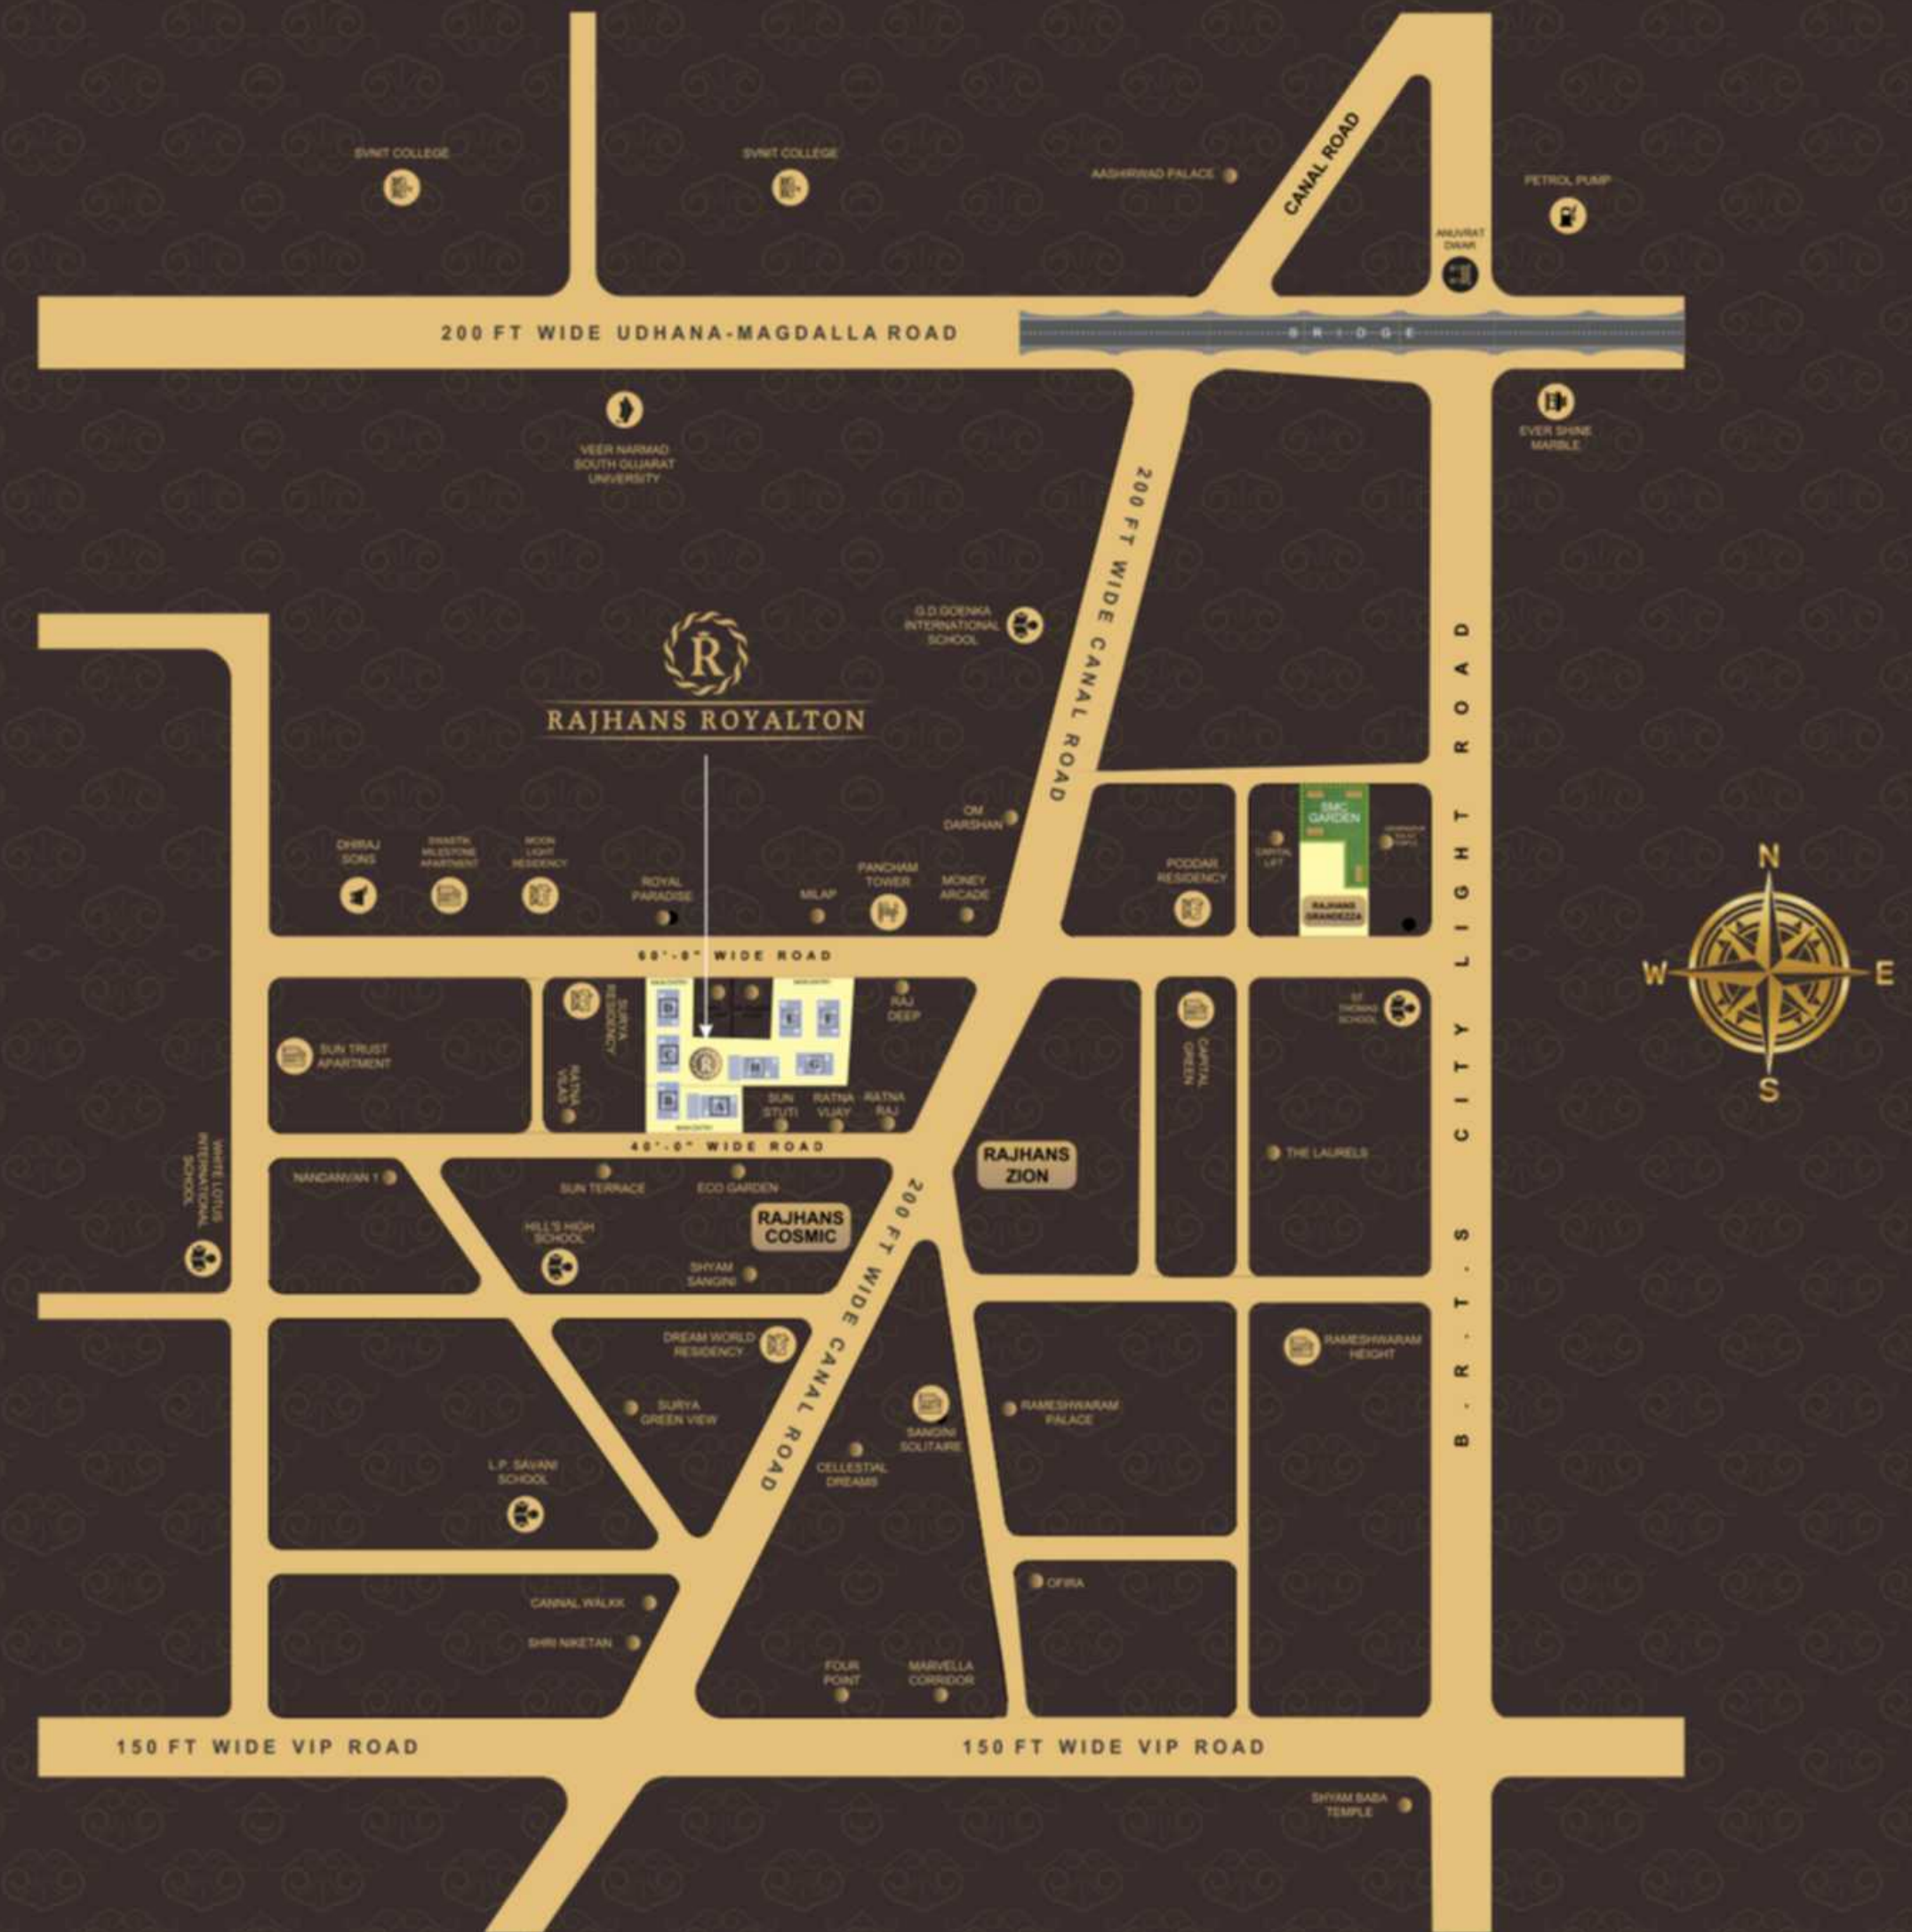 SVNIT COLLEGE
SVNIT COLLEGE
AASHIRWAD PALACE
CANAL ROAD
PETROL PUMP
ANUVRAT
DWAR
200 FT WIDE UDHANA-MAGDALLA ROAD
BRIDGE
VEER NARMAD
SOUTH GUJARAT
UNIVERSITY
EVER SHINE
MARBLE
200 FT WIDE CANAL ROAD
G.D.GOENKA
INTERNATIONAL
SCHOOL
R
RAJHANS ROYALTON
B.R.T.S CITY LIGHT ROAD
OM
DARSHAN
SMC
GARDEN
CAPITAL
LIFT
DHIRAJ
SONS
SWASTIK
MILESTONE
APARTMENT
MOON
LIGHT
RESIDENCY
ROYAL
PARADISE
MILAP
PANCHAM
TOWER
MONEY
ARCADE
PODDAR
RESIDENCY
RAJHANS
GRANDEZZA
N
W
E
S
60'-0" WIDE ROAD
SURYA
RESIDENCY
MAIN ENTRY
MAIN ENTRY
D
E
F
C
R
H
G
B
A
MAIN ENTRY
RAJ
DEEP
CAPITAL
GREEN
ST.
THOMAS
SCHOOL
SUN TRUST
APARTMENT
RATNA
VILAS
SUN
STUTI
RATNA
VIJAY
RATNA
RAJ
40'-0" WIDE ROAD
WHITE LOTUS
INTERNATIONAL
SCHOOL
NANDANVAN 1
SUN TERRACE
ECO GARDEN
RAJHANS
ZION
THE LAURELS
RAJHANS
COSMIC
HILL'S HIGH
SCHOOL
SHYAM
SANGINI
200 FT WIDE CANAL ROAD
DREAM WORLD
RESIDENCY
RAMESHWARAM
HEIGHT
SURYA
GREEN VIEW
RAMESHWARAM
PALACE
SANGINI
SOLITAIRE
CELLESTIAL
DREAMS
L.P. SAVANI
SCHOOL
OFIRA
CANNAL WALKK
SHRI NIKETAN
FOUR
POINT
MARVELLA
CORRIDOR
150 FT WIDE VIP ROAD
150 FT WIDE VIP ROAD
SHYAM BABA
TEMPLE